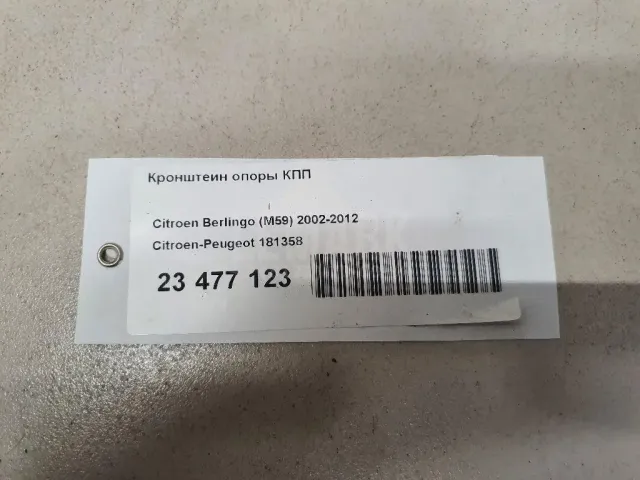 Кронштейн опоры КПП
Citroen Berlingo (M59) 2002-2012
Citroen-Peugeot 181358
23 477 123